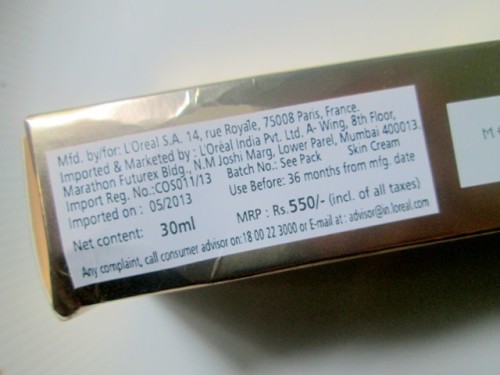 Mfd. by/for: L'Oreal S.A. 14, rue Royale, 75008 Paris, France.
Imported & Marketed by : L'Oréal India Pvt. Ltd. A- Wing, 8th Floor,
Marathon Futurex Bldg., N.M Joshi Marg, Lower Parel, Mumbai 400013.
Import Reg. No.:COS011/13 Batch No.: See Pack Skin Cream
Imported on : 05/2013 Use Before: 36 months from mfg. date
Net content: 30ml MRP : Rs.550/- (incl. of all taxes)
Any complaint, call consumer advisor on:18 00 22 3000 or E-mail at : advisor@in.loreal.com